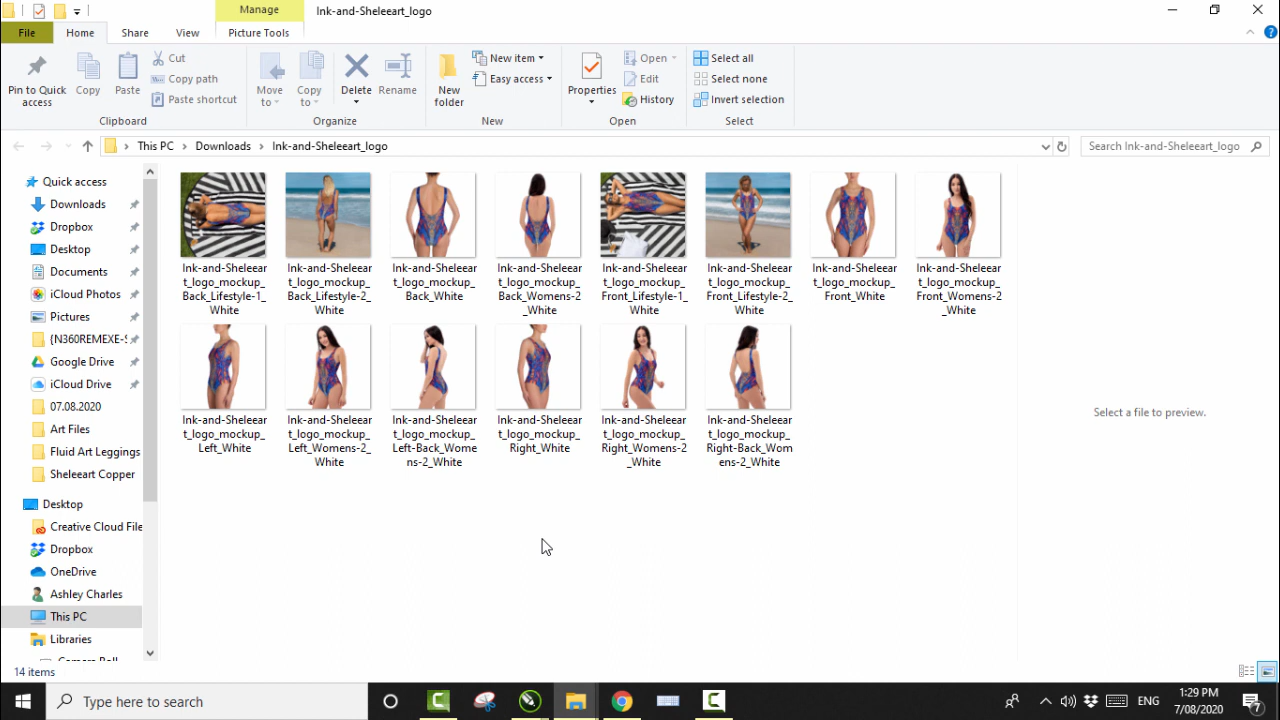 Manage
Ink-and-Sheleeart_logo
File
Home
Share
View
Picture Tools
Pin to Quick
access
Copy
Paste
Cut
Copy path
Paste shortcut
Clipboard
Move
to
Copy
to
Delete
Rename
Organize
New
folder
New item
Easy access
New
Properties
Open
Edit
History
Open
Select all
Select none
Invert selection
Select
This PC
Downloads
Ink-and-Sheleeart_logo
Search Ink-and-Sheleeart_logo
Quick access
Downloads
Dropbox
Desktop
Documents
iCloud Photos
Pictures
{N360REMEXE-S
Google Drive
iCloud Drive
07.08.2020
Art Files
Fluid Art Leggings
Sheleeart Copper
Desktop
Creative Cloud File
Dropbox
OneDrive
Ashley Charles
This PC
Libraries
Camera Roll
Ink-and-Sheleear
t_logo_mockup_
Back_Lifestyle-1_
White
Ink-and-Sheleear
t_logo_mockup_
Back_Lifestyle-2_
White
Ink-and-Sheleear
t_logo_mockup_
Back_White
Ink-and-Sheleear
t_logo_mockup_
Back_Womens-2
_White
Ink-and-Sheleear
t_logo_mockup_
Front_Lifestyle-1_
White
Ink-and-Sheleear
t_logo_mockup_
Front_Lifestyle-2_
White
Ink-and-Sheleear
t_logo_mockup_
Front_White
Ink-and-Sheleear
t_logo_mockup_
Front_Womens-2
_White
Ink-and-Sheleear
t_logo_mockup_
Left_White
Ink-and-Sheleear
t_logo_mockup_
Left_Womens-2_
White
Ink-and-Sheleear
t_logo_mockup_
Left-Back_Wome
ns-2_White
Ink-and-Sheleear
t_logo_mockup_
Right_White
Ink-and-Sheleear
t_logo_mockup_
Right_Womens-2
_White
Ink-and-Sheleear
t_logo_mockup_
Right-Back_Wom
ens-2_White
Select a file to preview.
14 items
Type here to search
ENG
1:29 PM
7/08/2020
7